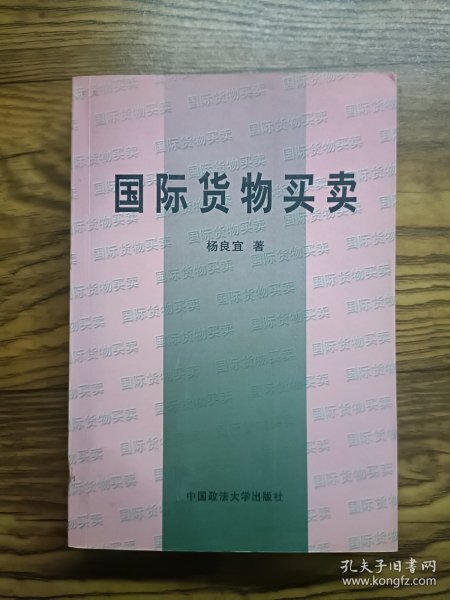 国际货物买卖
杨良宜 著
中国政法大学出版社
孔夫子旧书网
www.kongfz.com